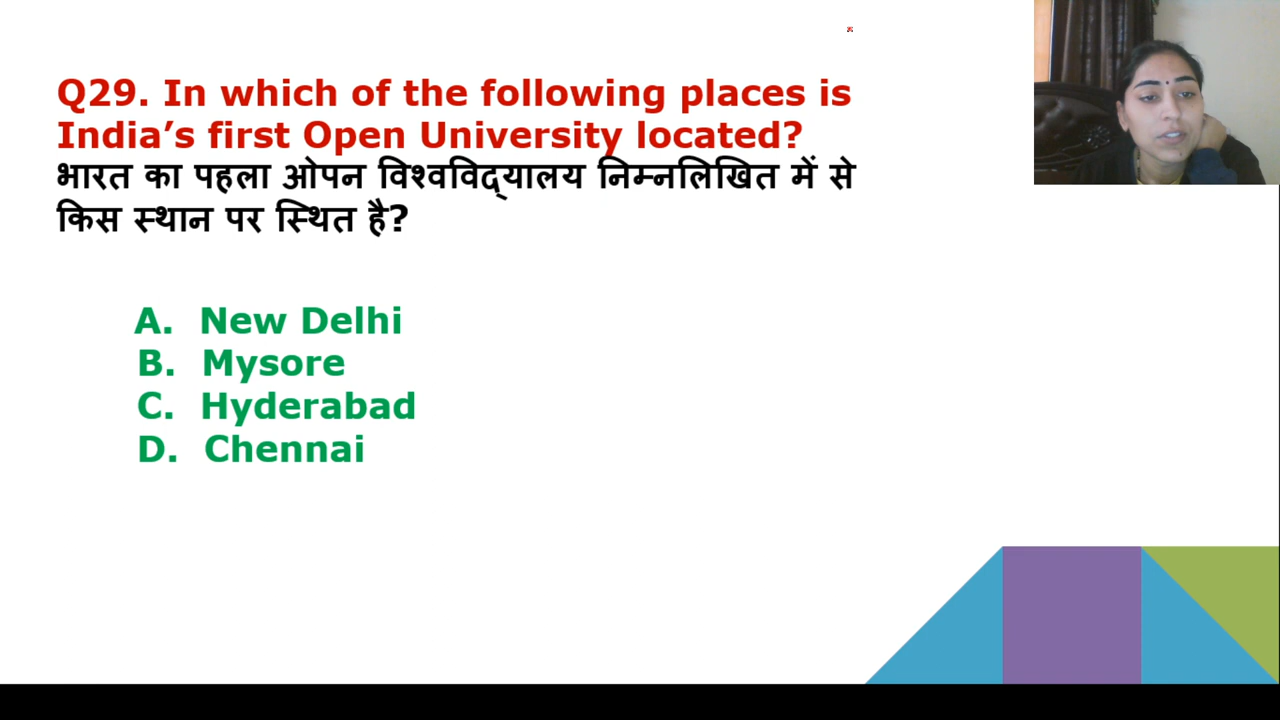 Q29. In which of the following places is
India’s first Open University located?
भारत का पहला ओपन विश्वविद्यालय निम्नलिखित में से
किस स्थान पर स्थित है?
A. New Delhi
B. Mysore
C. Hyderabad
D. Chennai